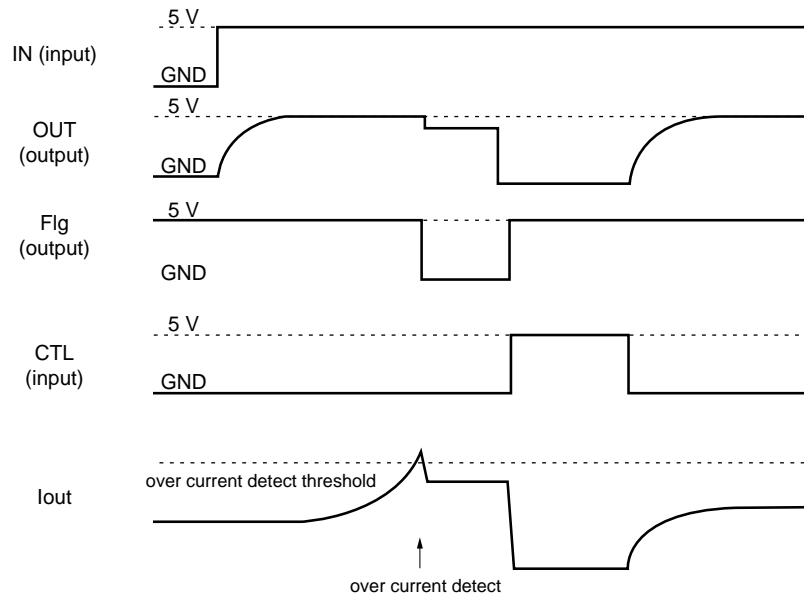 5 V
IN (input)
GND
5 V
OUT
(output)
GND
5 V
Flg
(output)
GND
5 V
CTL
(input)
GND
over current detect threshold
Iout
over current detect